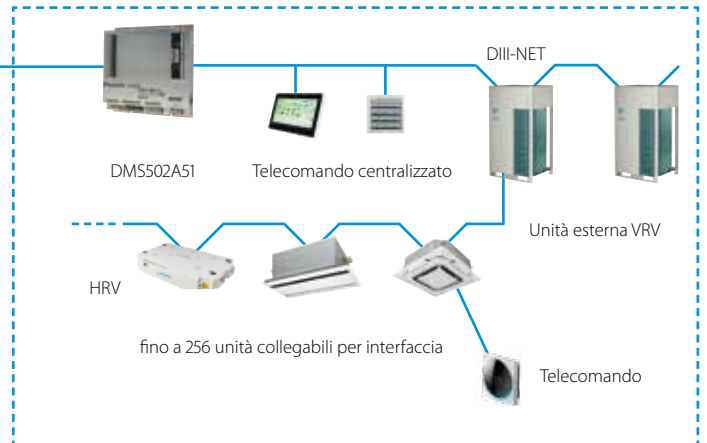 DIII-NET
DMS502A51
Telecomando centralizzato
Unità esterna VRV
HRV
fino a 256 unità collegabili per interfaccia
Telecomando